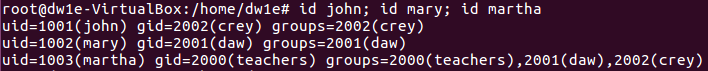 root@dw1e-VirtualBox:/home/dw1e# id john; id mary; id martha
uid=1001(john) gid=2002(crey) groups=2002(crey)
uid=1002(mary) gid=2001(daw) groups=2001(daw)
uid=1003(martha) gid=2000(teachers) groups=2000(teachers),2001(daw),2002(crey)